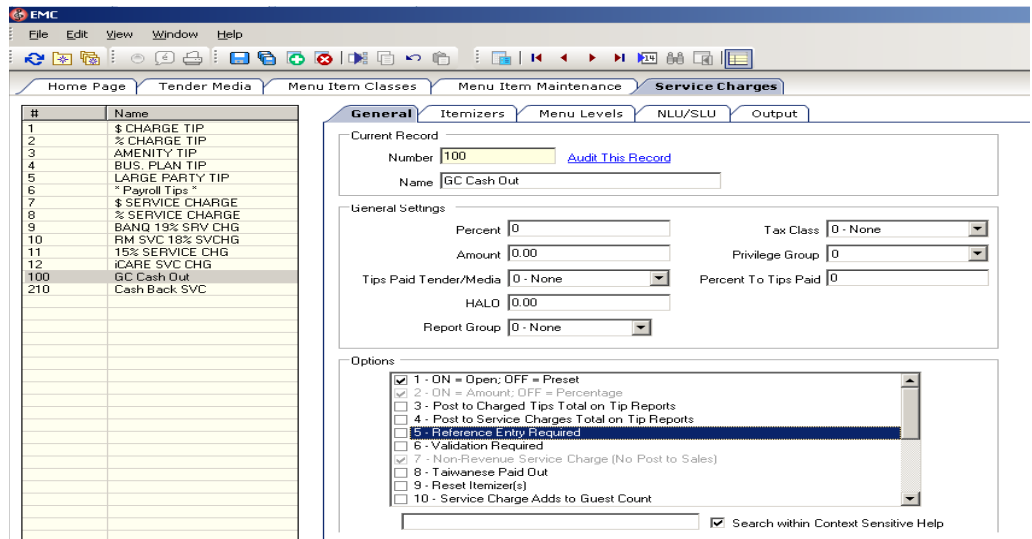 EMC
File Edit View Window Help
Home Page Tender Media Menu Item Classes Menu Item Maintenance Service Charges
# Name
1 $ CHARGE TIP
2 % CHARGE TIP
3 AMENITY TIP
4 BUS. PLAN TIP
5 LARGE PARTY TIP
6 * Payroll Tips *
7 $ SERVICE CHARGE
8 % SERVICE CHARGE
9 BANQ 19% SRV CHG
10 RM SVC 18% SVCHG
11 15% SERVICE CHG
12 iCARE SVC CHG
100 GC Cash Out
210 Cash Back SVC
General Itemizers Menu Levels NLU/SLU Output
Current Record
Number 100 Audit This Record
Name GC Cash Out
General Settings
Percent 0 Tax Class 0 - None
Amount 0.00 Privilege Group 0
Tips Paid Tender/Media 0 - None Percent To Tips Paid 0
HALO 0.00
Report Group 0 - None
Options
1 - ON = Open; OFF = Preset
2 - ON = Amount; OFF = Percentage
3 - Post to Charged Tips Total on Tip Reports
4 - Post to Service Charges Total on Tip Reports
5 - Reference Entry Required
6 - Validation Required
7 - Non-Revenue Service Charge (No Post to Sales)
8 - Taiwanese Paid Out
9 - Reset Itemizer(s)
10 - Service Charge Adds to Guest Count
Search within Context Sensitive Help